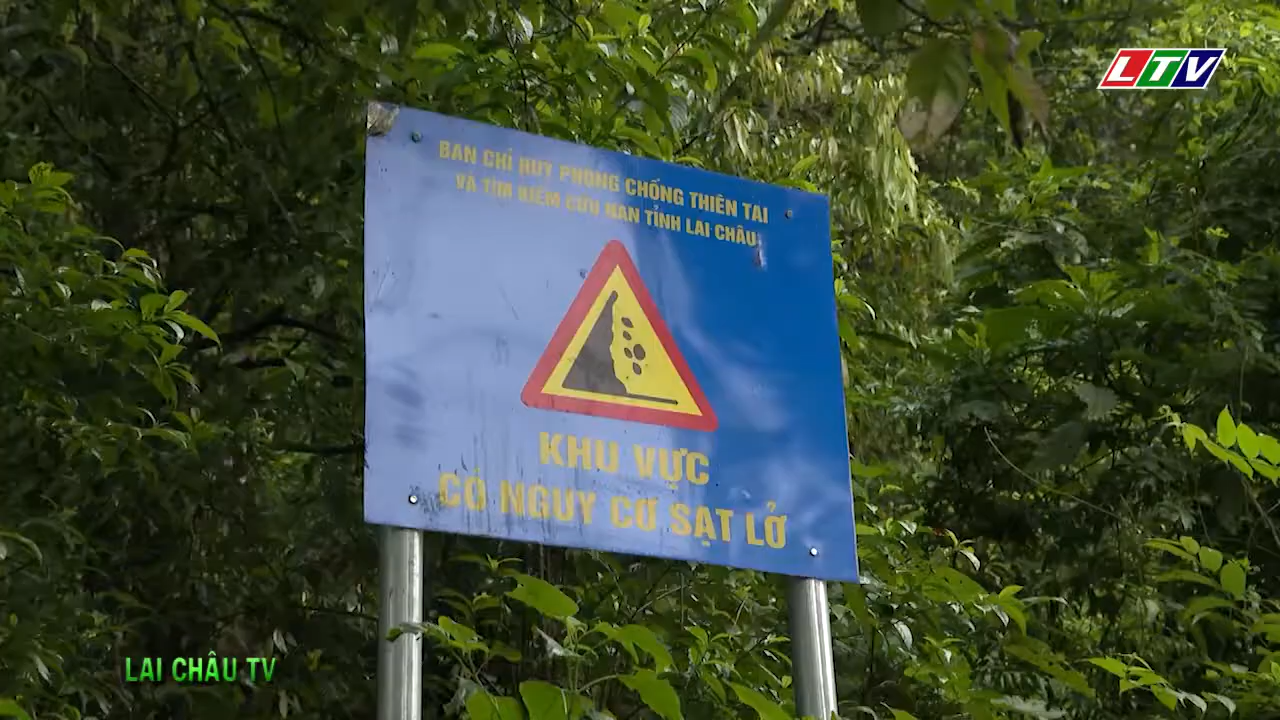 LTV
BAN CHỈ HUY PHÒNG CHỐNG THIÊN TAI
VÀ TÌM KIẾM CỨU NẠN TỈNH LAI CHÂU
KHU VỰC
CÓ NGUY CƠ SẠT LỞ
LAI CHÂU TV